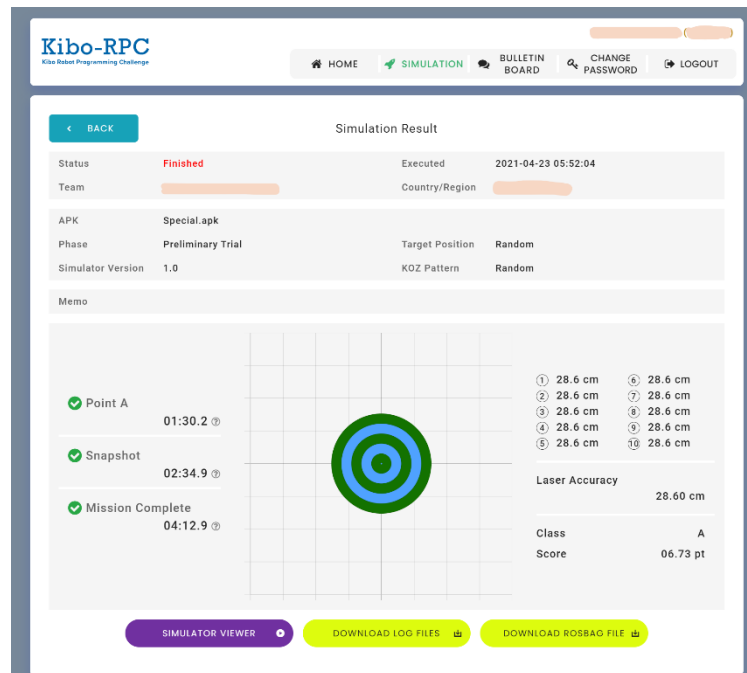 Kibo-RPC
Kibo Robot Programming Challenge
HOME
SIMULATION
BULLETIN BOARD
CHANGE PASSWORD
LOGOUT
BACK
Simulation Result
Status Finished Executed 2021-04-23 05:52:04
Team Country/Region
APK Special.apk
Phase Preliminary Trial Target Position Random
Simulator Version 1.0 KOZ Pattern Random
Memo
Point A
01:30.2 ?
Snapshot
02:34.9 ?
Mission Complete
04:12.9 ?
1 28.6 cm 6 28.6 cm
2 28.6 cm 7 28.6 cm
3 28.6 cm 8 28.6 cm
4 28.6 cm 9 28.6 cm
5 28.6 cm 10 28.6 cm
Laser Accuracy
28.60 cm
Class A
Score 06.73 pt
SIMULATOR VIEWER
DOWNLOAD LOG FILES
DOWNLOAD ROSBAG FILE